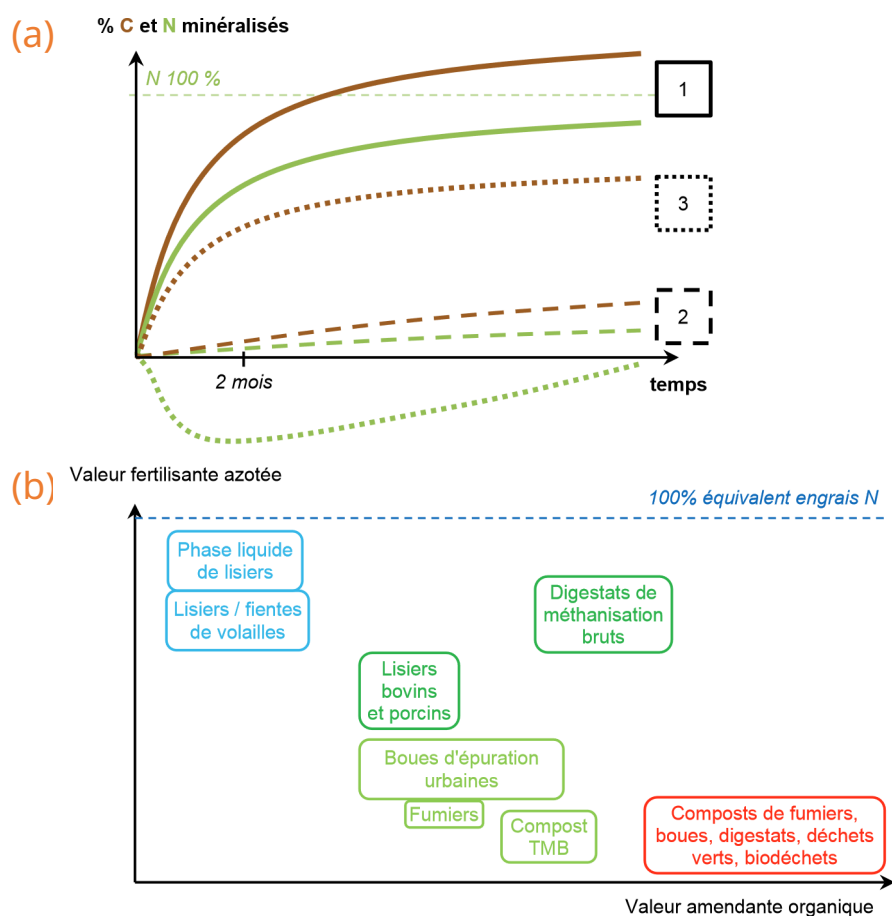 (a)
% C et N minéralisés
N 100 %
1
3
2
2 mois
temps
(b)
Valeur fertilisante azotée
100% équivalent engrais N
Phase liquide
de lisiers
Lisiers / fientes
de volailles
Digestats de
méthanisation
bruts
Lisiers
bovins
et porcins
Boues d'épuration
urbaines
Fumiers
Compost
TMB
Composts de fumiers,
boues, digestats, déchets
verts, biodéchets
Valeur amendante organique